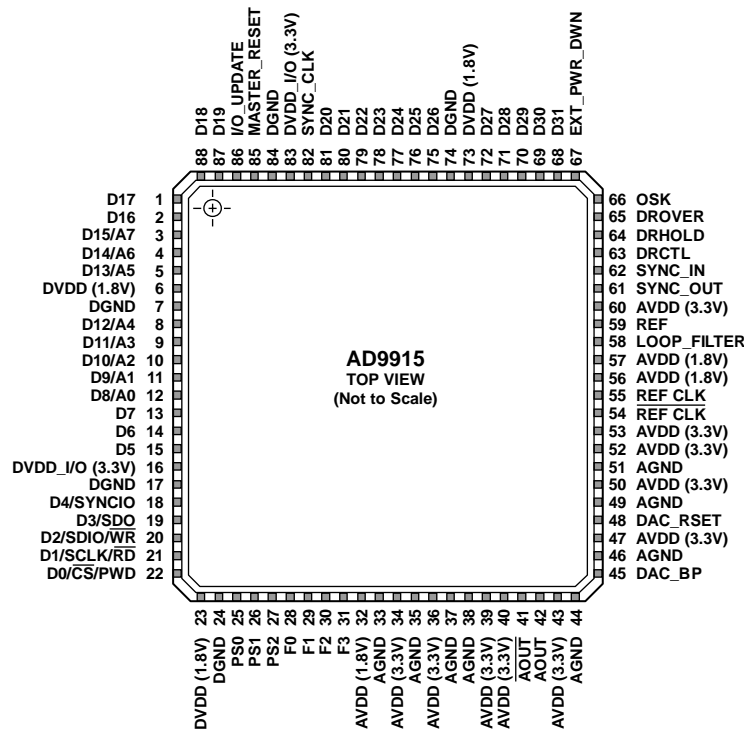 D18
D19
I/O_UPDATE
MASTER_RESET
DGND
DVDD_I/O (3.3V)
SYNC_CLK
D20
D21
D22
D23
D24
D25
D26
DGND
DVDD (1.8V)
D27
D28
D29
D30
D31
EXT_PWR_DWN
88
87
86
85
84
83
82
81
80
79
78
77
76
75
74
73
72
71
70
69
68
67
D17 1
D16 2
D15/A7 3
D14/A6 4
D13/A5 5
DVDD (1.8V) 6
DGND 7
D12/A4 8
D11/A3 9
D10/A2 10
D9/A1 11
D8/A0 12
D7 13
D6 14
D5 15
DVDD_I/O (3.3V) 16
DGND 17
D4/SYNCIO 18
D3/SDO 19
D2/SDIO/WR 20
D1/SCLK/RD 21
D0/CS/PWD 22
AD9915
TOP VIEW
(Not to Scale)
66 OSK
65 DROVER
64 DRHOLD
63 DRCTL
62 SYNC_IN
61 SYNC_OUT
60 AVDD (3.3V)
59 REF
58 LOOP_FILTER
57 AVDD (1.8V)
56 AVDD (1.8V)
55 REF CLK
54 REF CLK
53 AVDD (3.3V)
52 AVDD (3.3V)
51 AGND
50 AVDD (3.3V)
49 AGND
48 DAC_RSET
47 AVDD (3.3V)
46 AGND
45 DAC_BP
23
24
25
26
27
28
29
30
31
32
33
34
35
36
37
38
39
40
41
42
43
44
DVDD (1.8V)
DGND
PS0
PS1
PS2
F0
F1
F2
F3
AVDD (1.8V)
AGND
AVDD (3.3V)
AGND
AVDD (3.3V)
AGND
AGND
AVDD (3.3V)
AVDD (3.3V)
AOUT
AOUT
AVDD (3.3V)
AGND